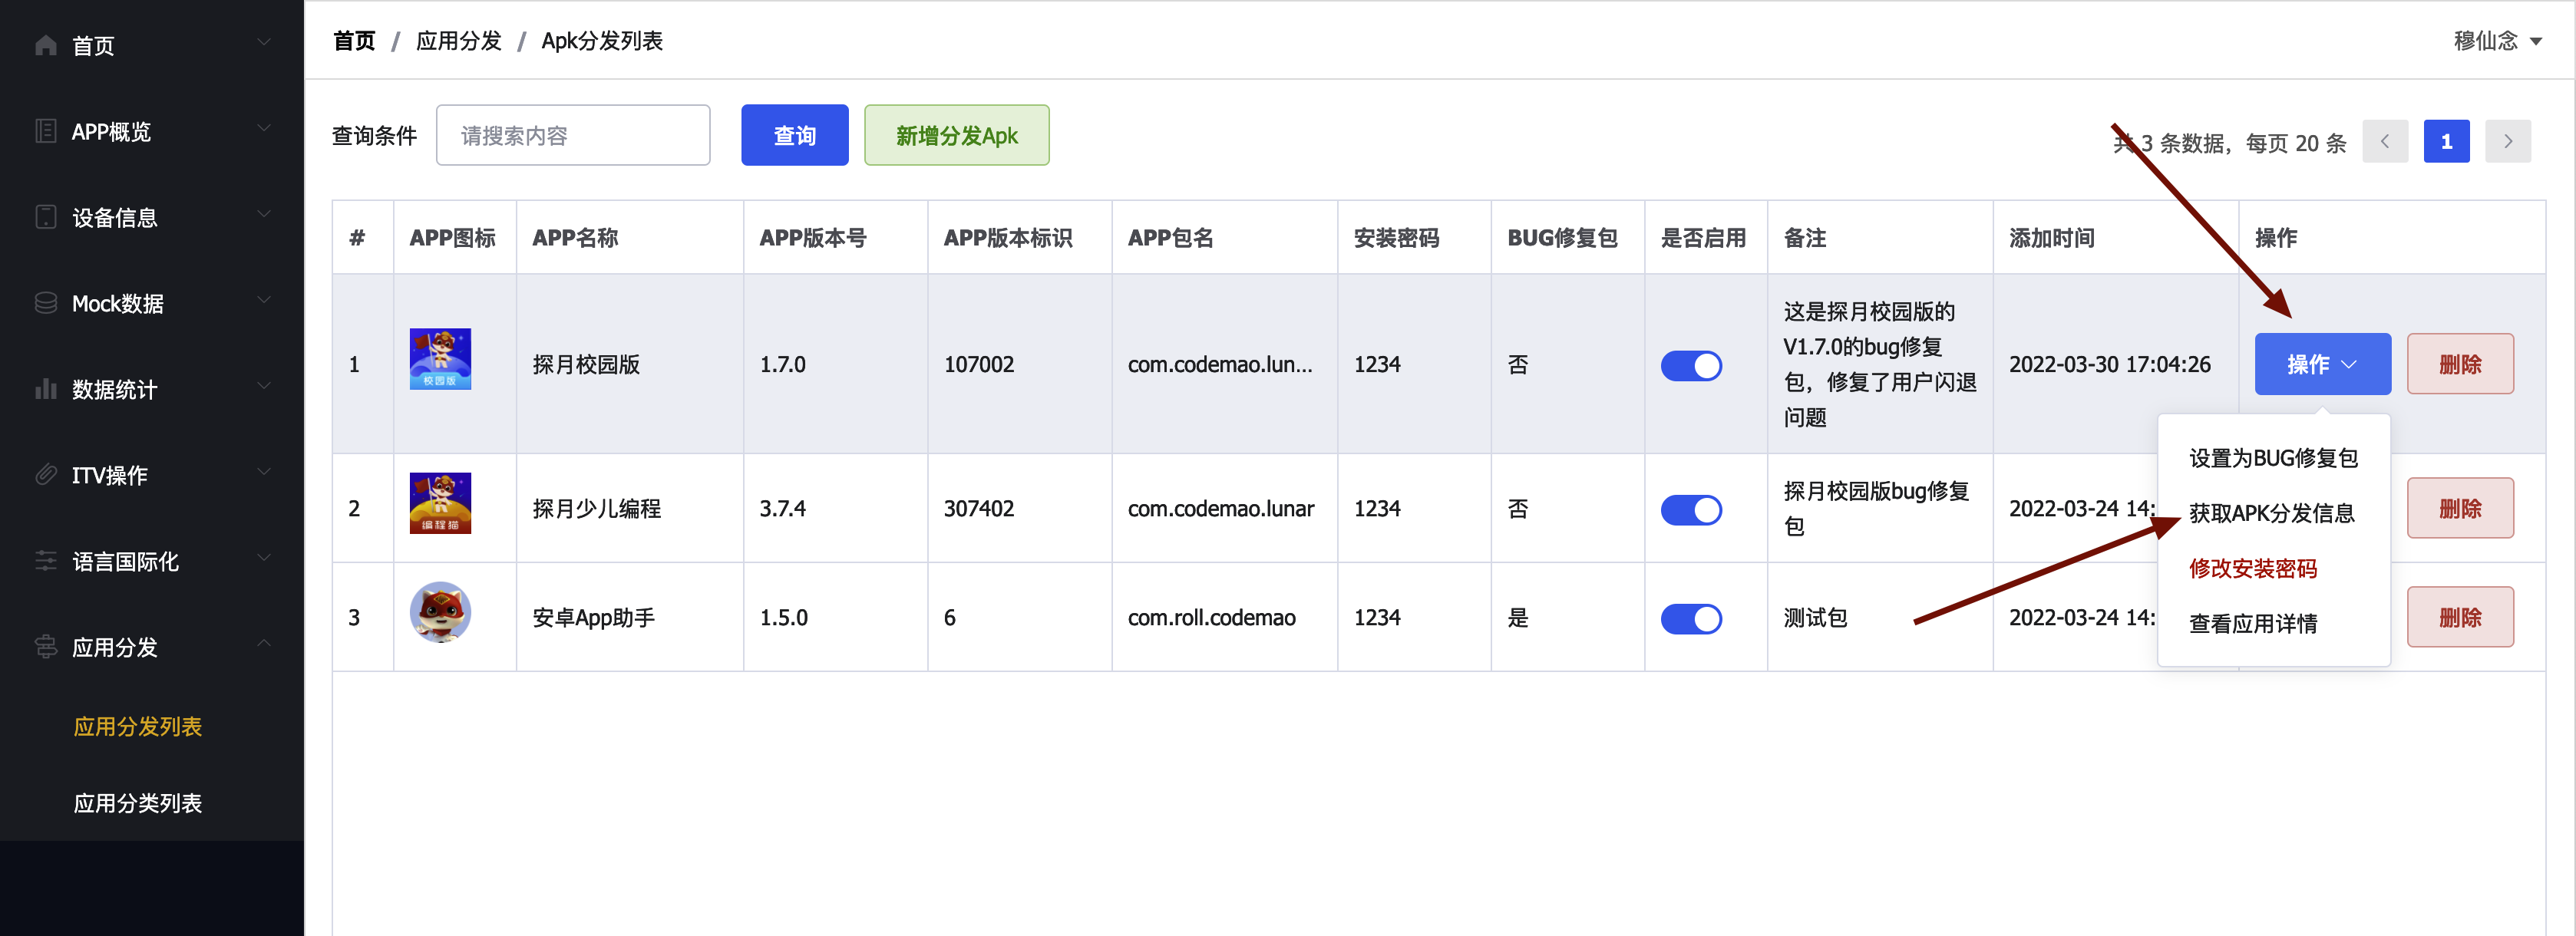 首页
APP概览
设备信息
Mock数据
数据统计
ITV操作
语言国际化
应用分发
应用分发列表
应用分类列表
首页 / 应用分发 / Apk分发列表
穆仙念
查询条件 请搜索内容 查询 新增分发Apk
共 3 条数据，每页 20 条 1
# APP图标 APP名称 APP版本号 APP版本标识 APP包名 安装密码 BUG修复包 是否启用 备注 添加时间 操作
1 校园版 探月校园版 1.7.0 107002 com.codemao.lun... 1234 否
这是探月校园版的
V1.7.0的bug修复
包，修复了用户闪退
问题
2022-03-30 17:04:26 操作 删除
2 编程猫 探月少儿编程 3.7.4 307402 com.codemao.lunar 1234 否
探月校园版bug修复
包
2022-03-24 14: 删除
3 安卓App助手 1.5.0 6 com.roll.codemao 1234 是 测试包 2022-03-24 14: 删除
设置为BUG修复包
获取APK分发信息
修改安装密码
查看应用详情